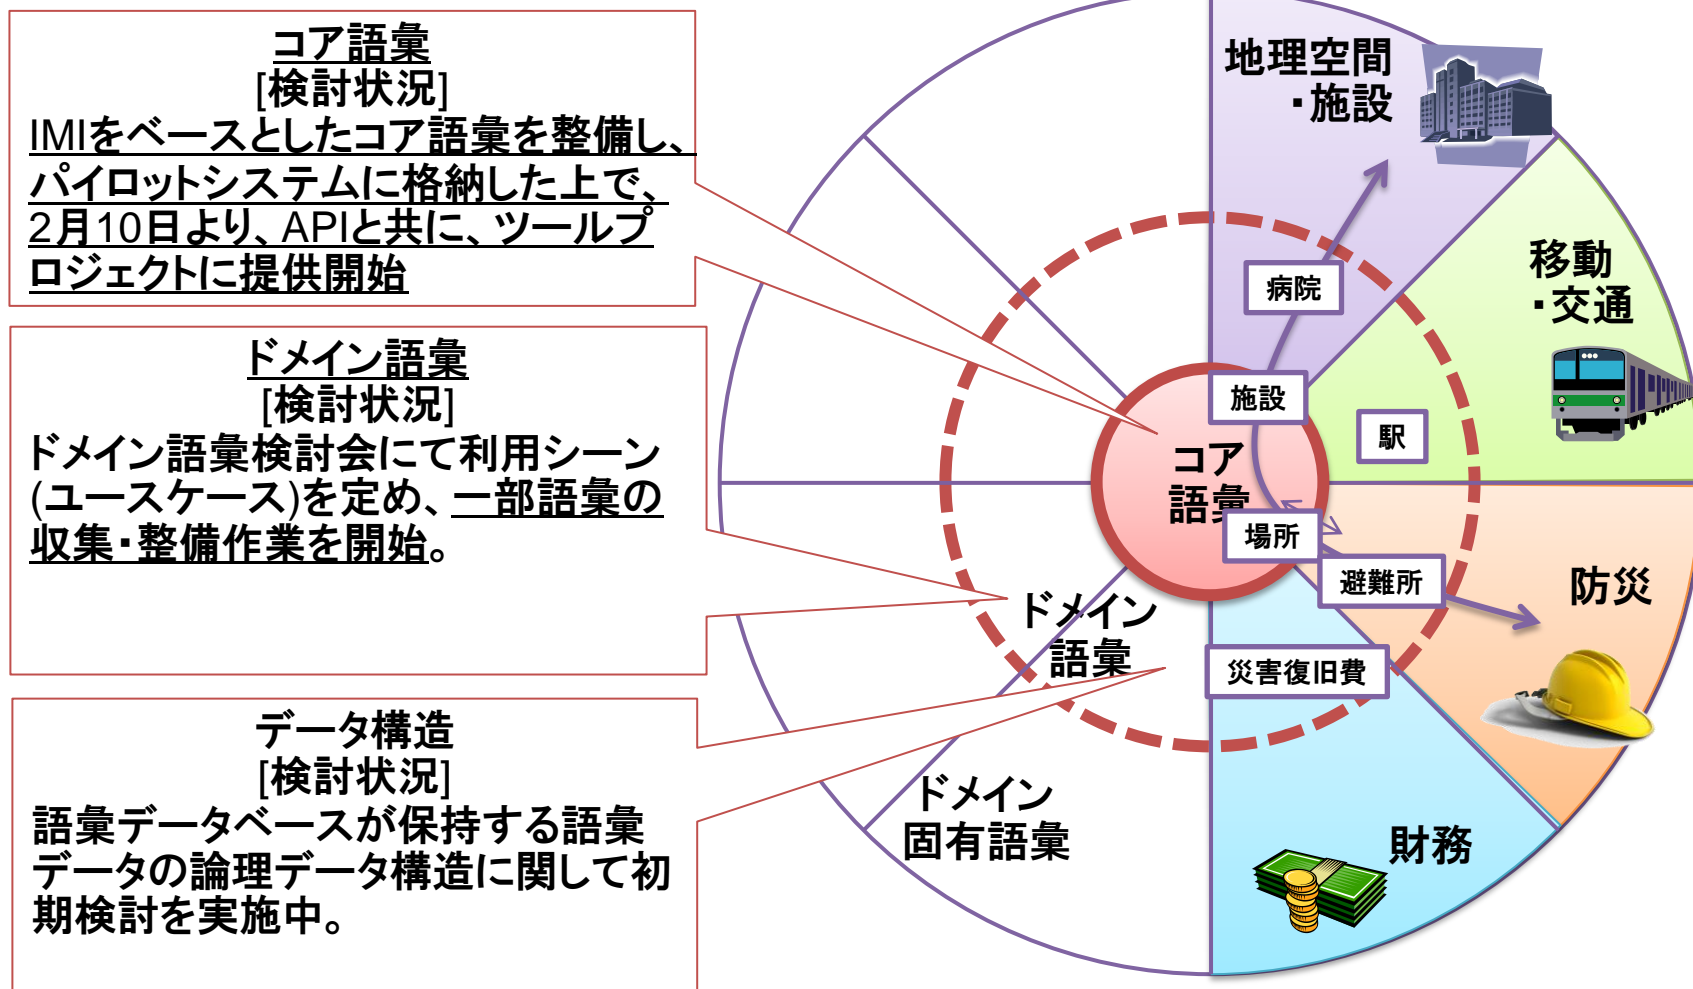 コア語彙
[検討状況]
IMIをベースとしたコア語彙を整備し、
パイロットシステムに格納した上で、
2月10日より、APIと共に、ツールプ
ロジェクトに提供開始
ドメイン語彙
[検討状況]
ドメイン語彙検討会にて利用シーン
(ユースケース)を定め、一部語彙の
収集・整備作業を開始。
データ構造
[検討状況]
語彙データベースが保持する語彙
データの論理データ構造に関して初
期検討を実施中。
地理空間
・施設
移動
・交通
病院
施設
駅
コア
語彙
場所
避難所
防災
ドメイン
語彙
災害復旧費
ドメイン
固有語彙
財務